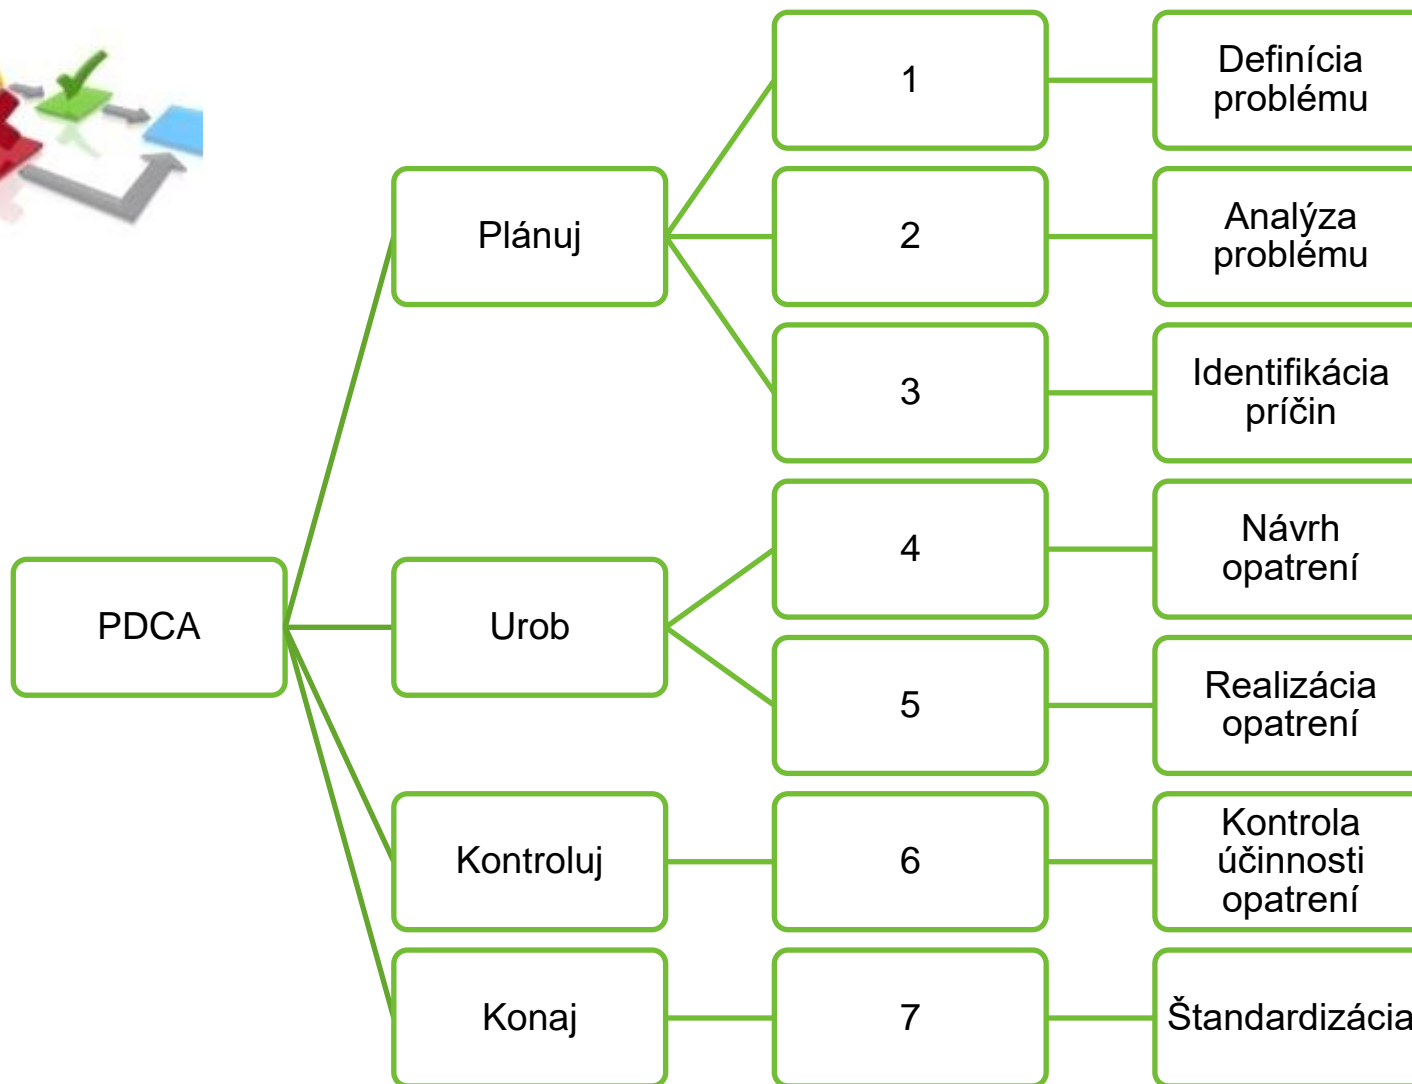 PDCA
Plánuj
1
Definícia
problému
2
Analýza
problému
3
Identifikácia
príčin
Urob
4
Návrh
opatrení
5
Realizácia
opatrení
Kontroluj
6
Kontrola
účinnosti
opatrení
Konaj
7
Štandardizácia